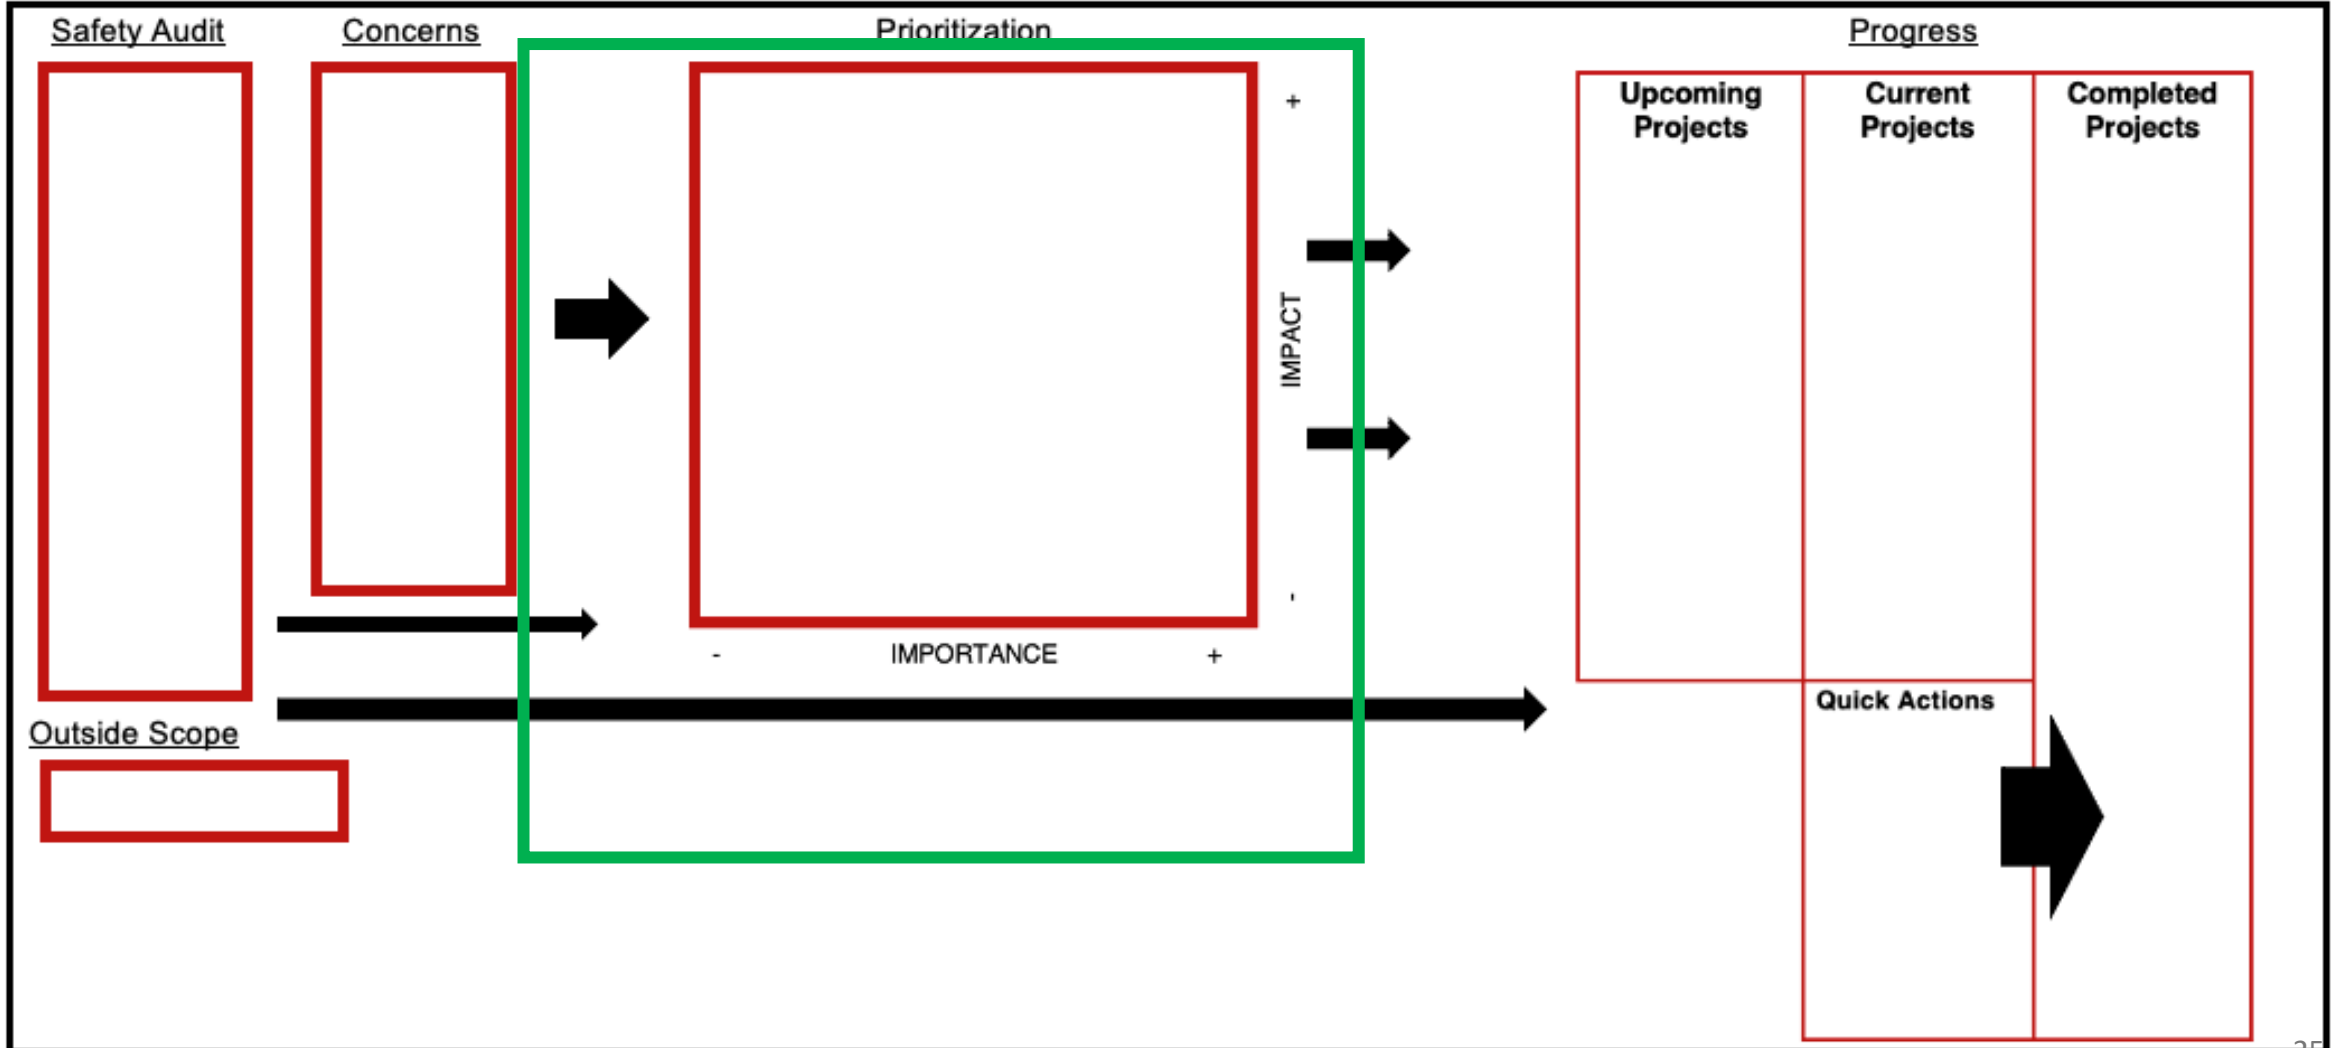 Safety Audit
Concerns
Prioritization
Progress
+
IMPACT
-
- IMPORTANCE +
Upcoming
Projects
Current
Projects
Completed
Projects
Quick Actions
Outside Scope